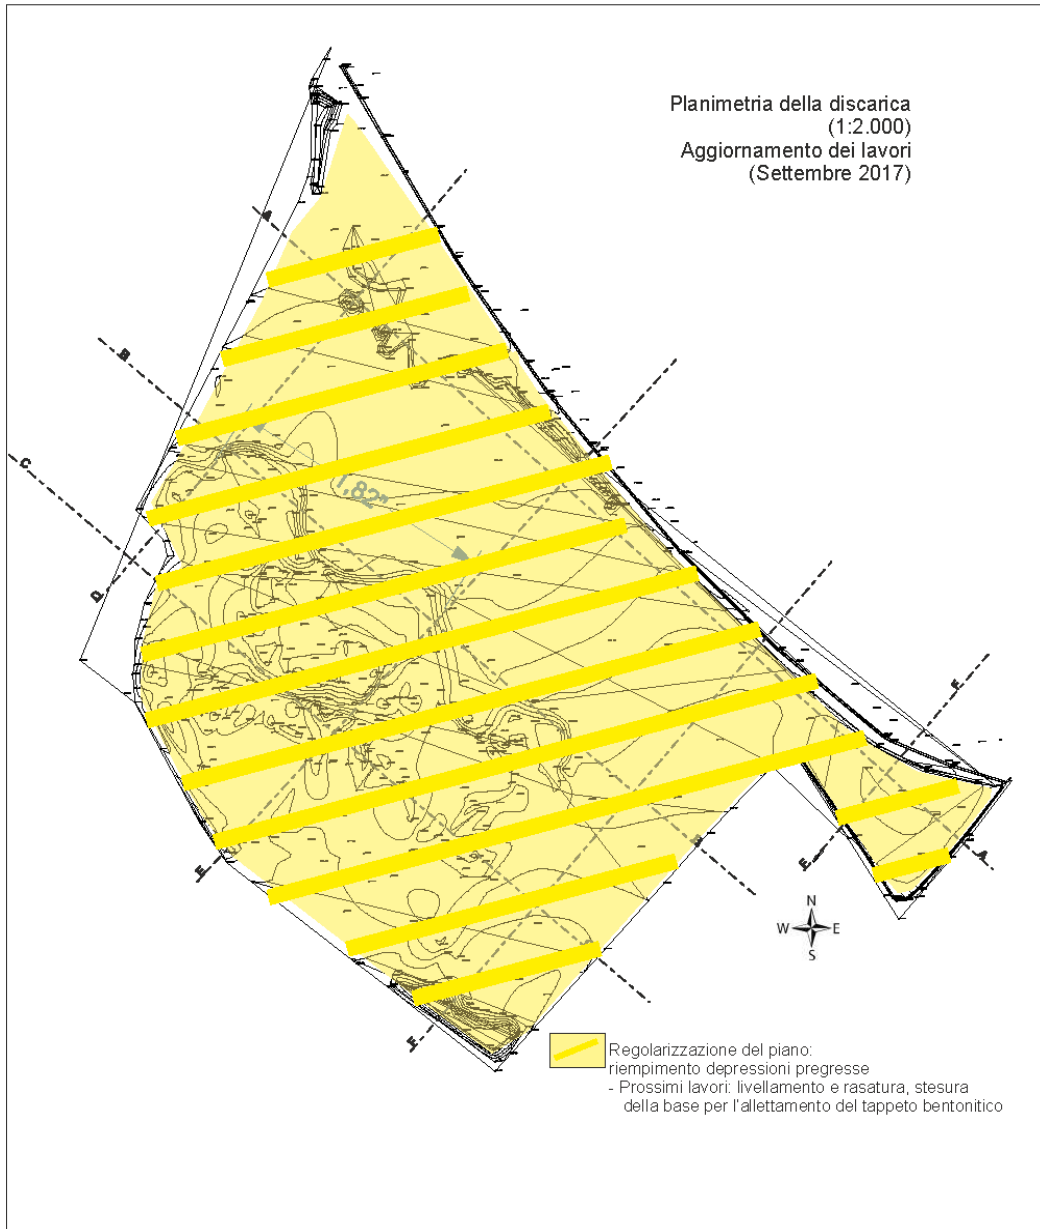 Planimetria della discarica
(1:2.000)
Aggiornamento dei lavori
(Settembre 2017)
A
B
C
D
1,82"
F
E
E
A
B
N
W E
S
E
F
Regolarizzazione del piano:
riempimento depressioni pregresse
- Prossimi lavori: livellamento e rasatura, stesura
della base per l'allettamento del tappeto bentonitico